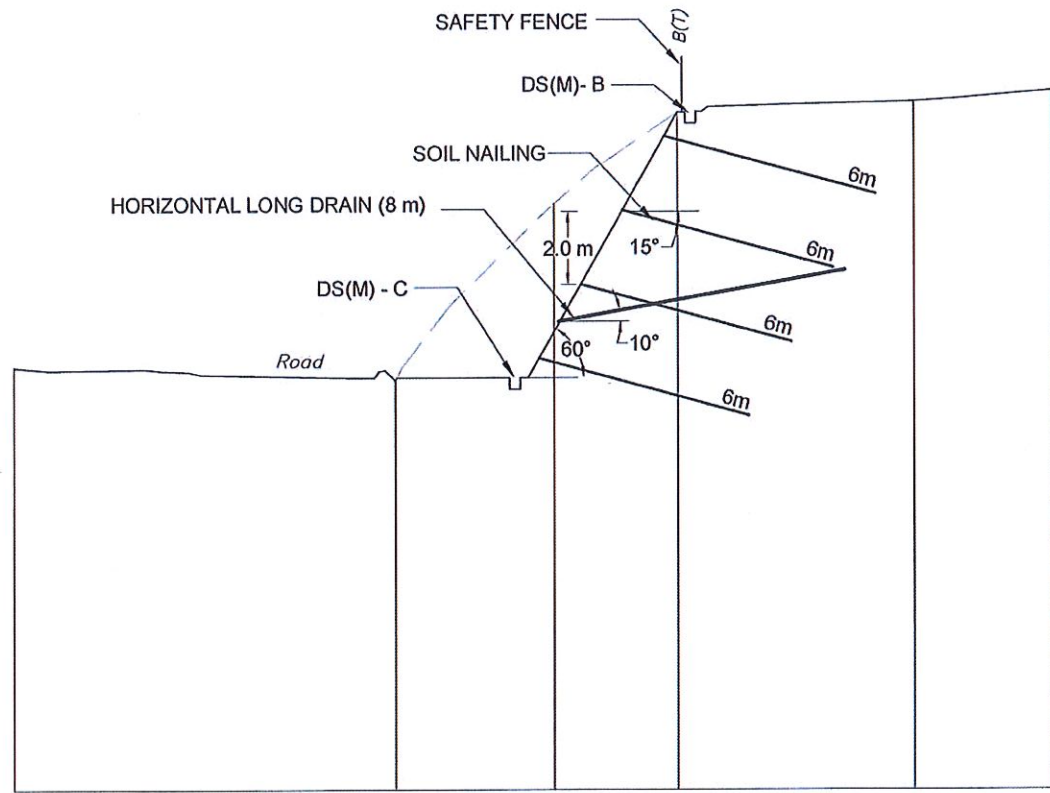 SAFETY FENCE
B(T)
DS(M)- B
SOIL NAILING
6m
HORIZONTAL LONG DRAIN (8 m)
2.0 m
15°
6m
DS(M) - C
6m
10°
60°
Road
6m